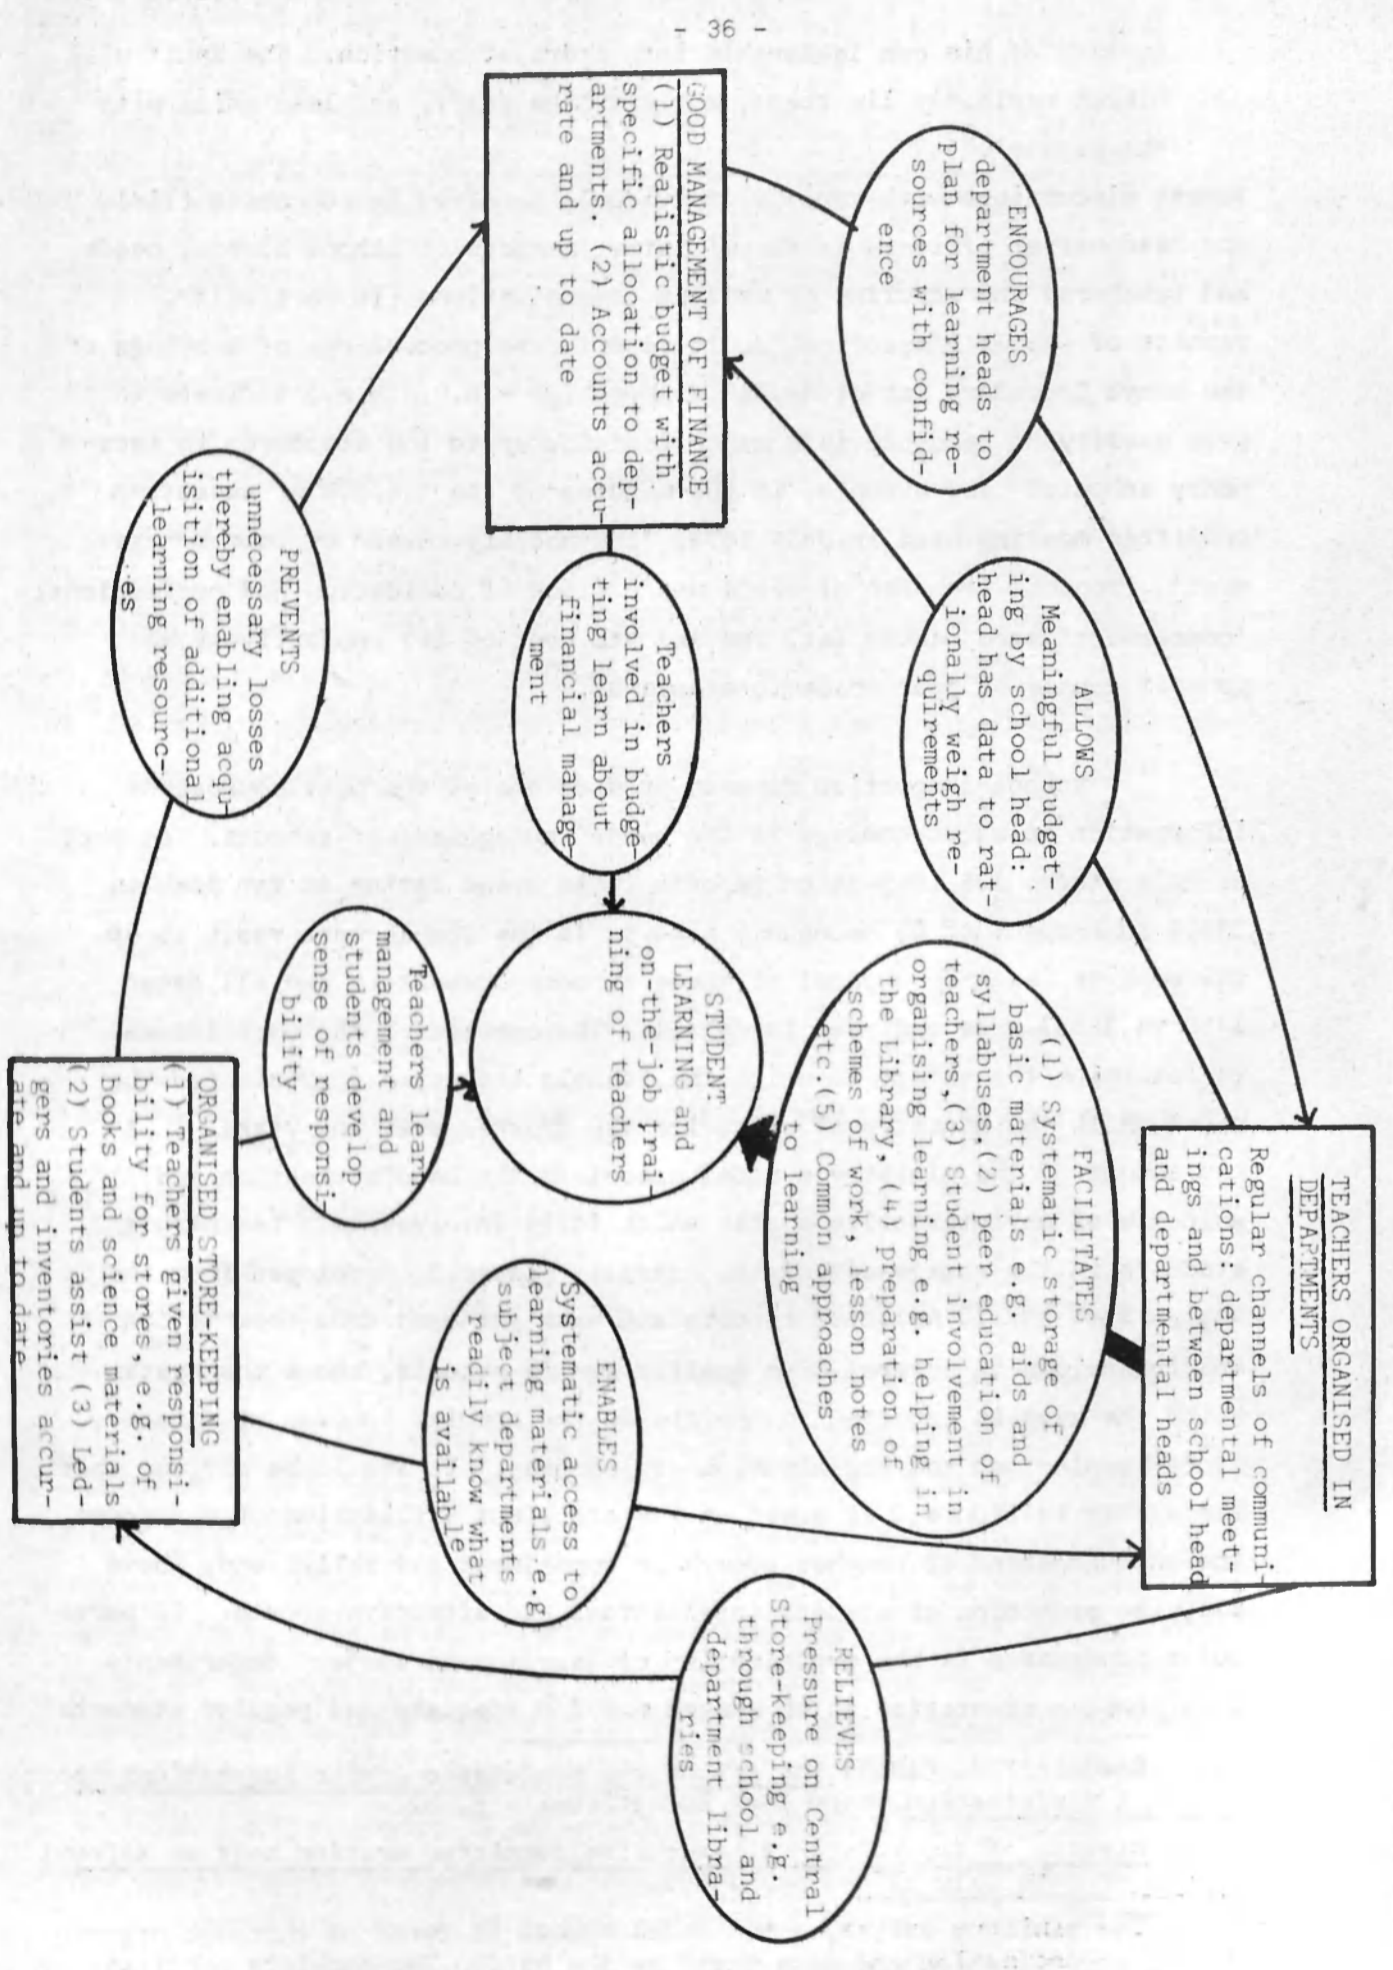 - 36 -
TEACHERS ORGANISED IN
DEPARTMENTS
Regular channels of communi-
cations: departmental meet-
ings and between school head
and departmental heads
ENCOURAGES
department heads to
plan for learning re-
sources with confid-
ence
ALLOWS
Meaningful budget-
ing by school head:
head has data to rat-
ionally weigh re-
quirements
FACILITATES
(1) Systematic storage of
basic materials e.g. aids and
syllabuses,(2) peer education of
teachers,(3) Student involvement in
organising learning e.g. helping in
the Library, (4) preparation of
schemes of work, lesson notes
etc.(5) Common approaches
to learning
RELIEVES
Pressure on Central
Store-keeping e.g.
through school and
department libra-
ries
GOOD MANAGEMENT OF FINANCE
(1) Realistic budget with
specific allocation to dep-
artments. (2) Accounts accu-
rate and up to date
Teachers
involved in budge-
ting learn about
financial manage-
ment
STUDENT
LEARNING and
on-the-job trai-
ning of teachers
ENABLES
Systematic access to
learning materials e.g
subject departments
readily know what
is available
Teachers learn
management and
students develop
sense of responsi-
bility
PREVENTS
unnecesssary losses
thereby enabling acqu-
isition of additional
learning resourc-
es
ORGANISED STORE-KEEPING
(1) Teachers given responsi-
bility for stores e.g. of
books and science materials
(2) Students assist (3) Led-
gers and inventories accur-
ate and up to date